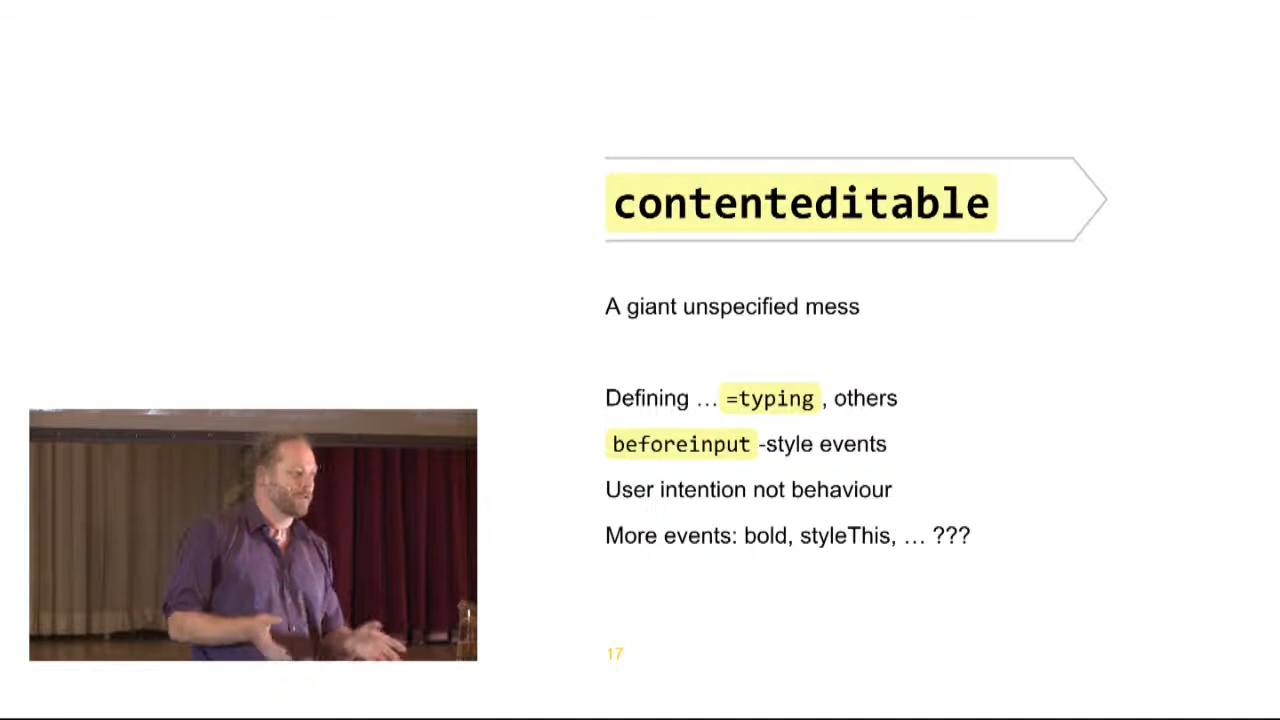 contenteditable
A giant unspecified mess
Defining … =typing , others
beforeinput -style events
User intention not behaviour
More events: bold, styleThis, … ???
17